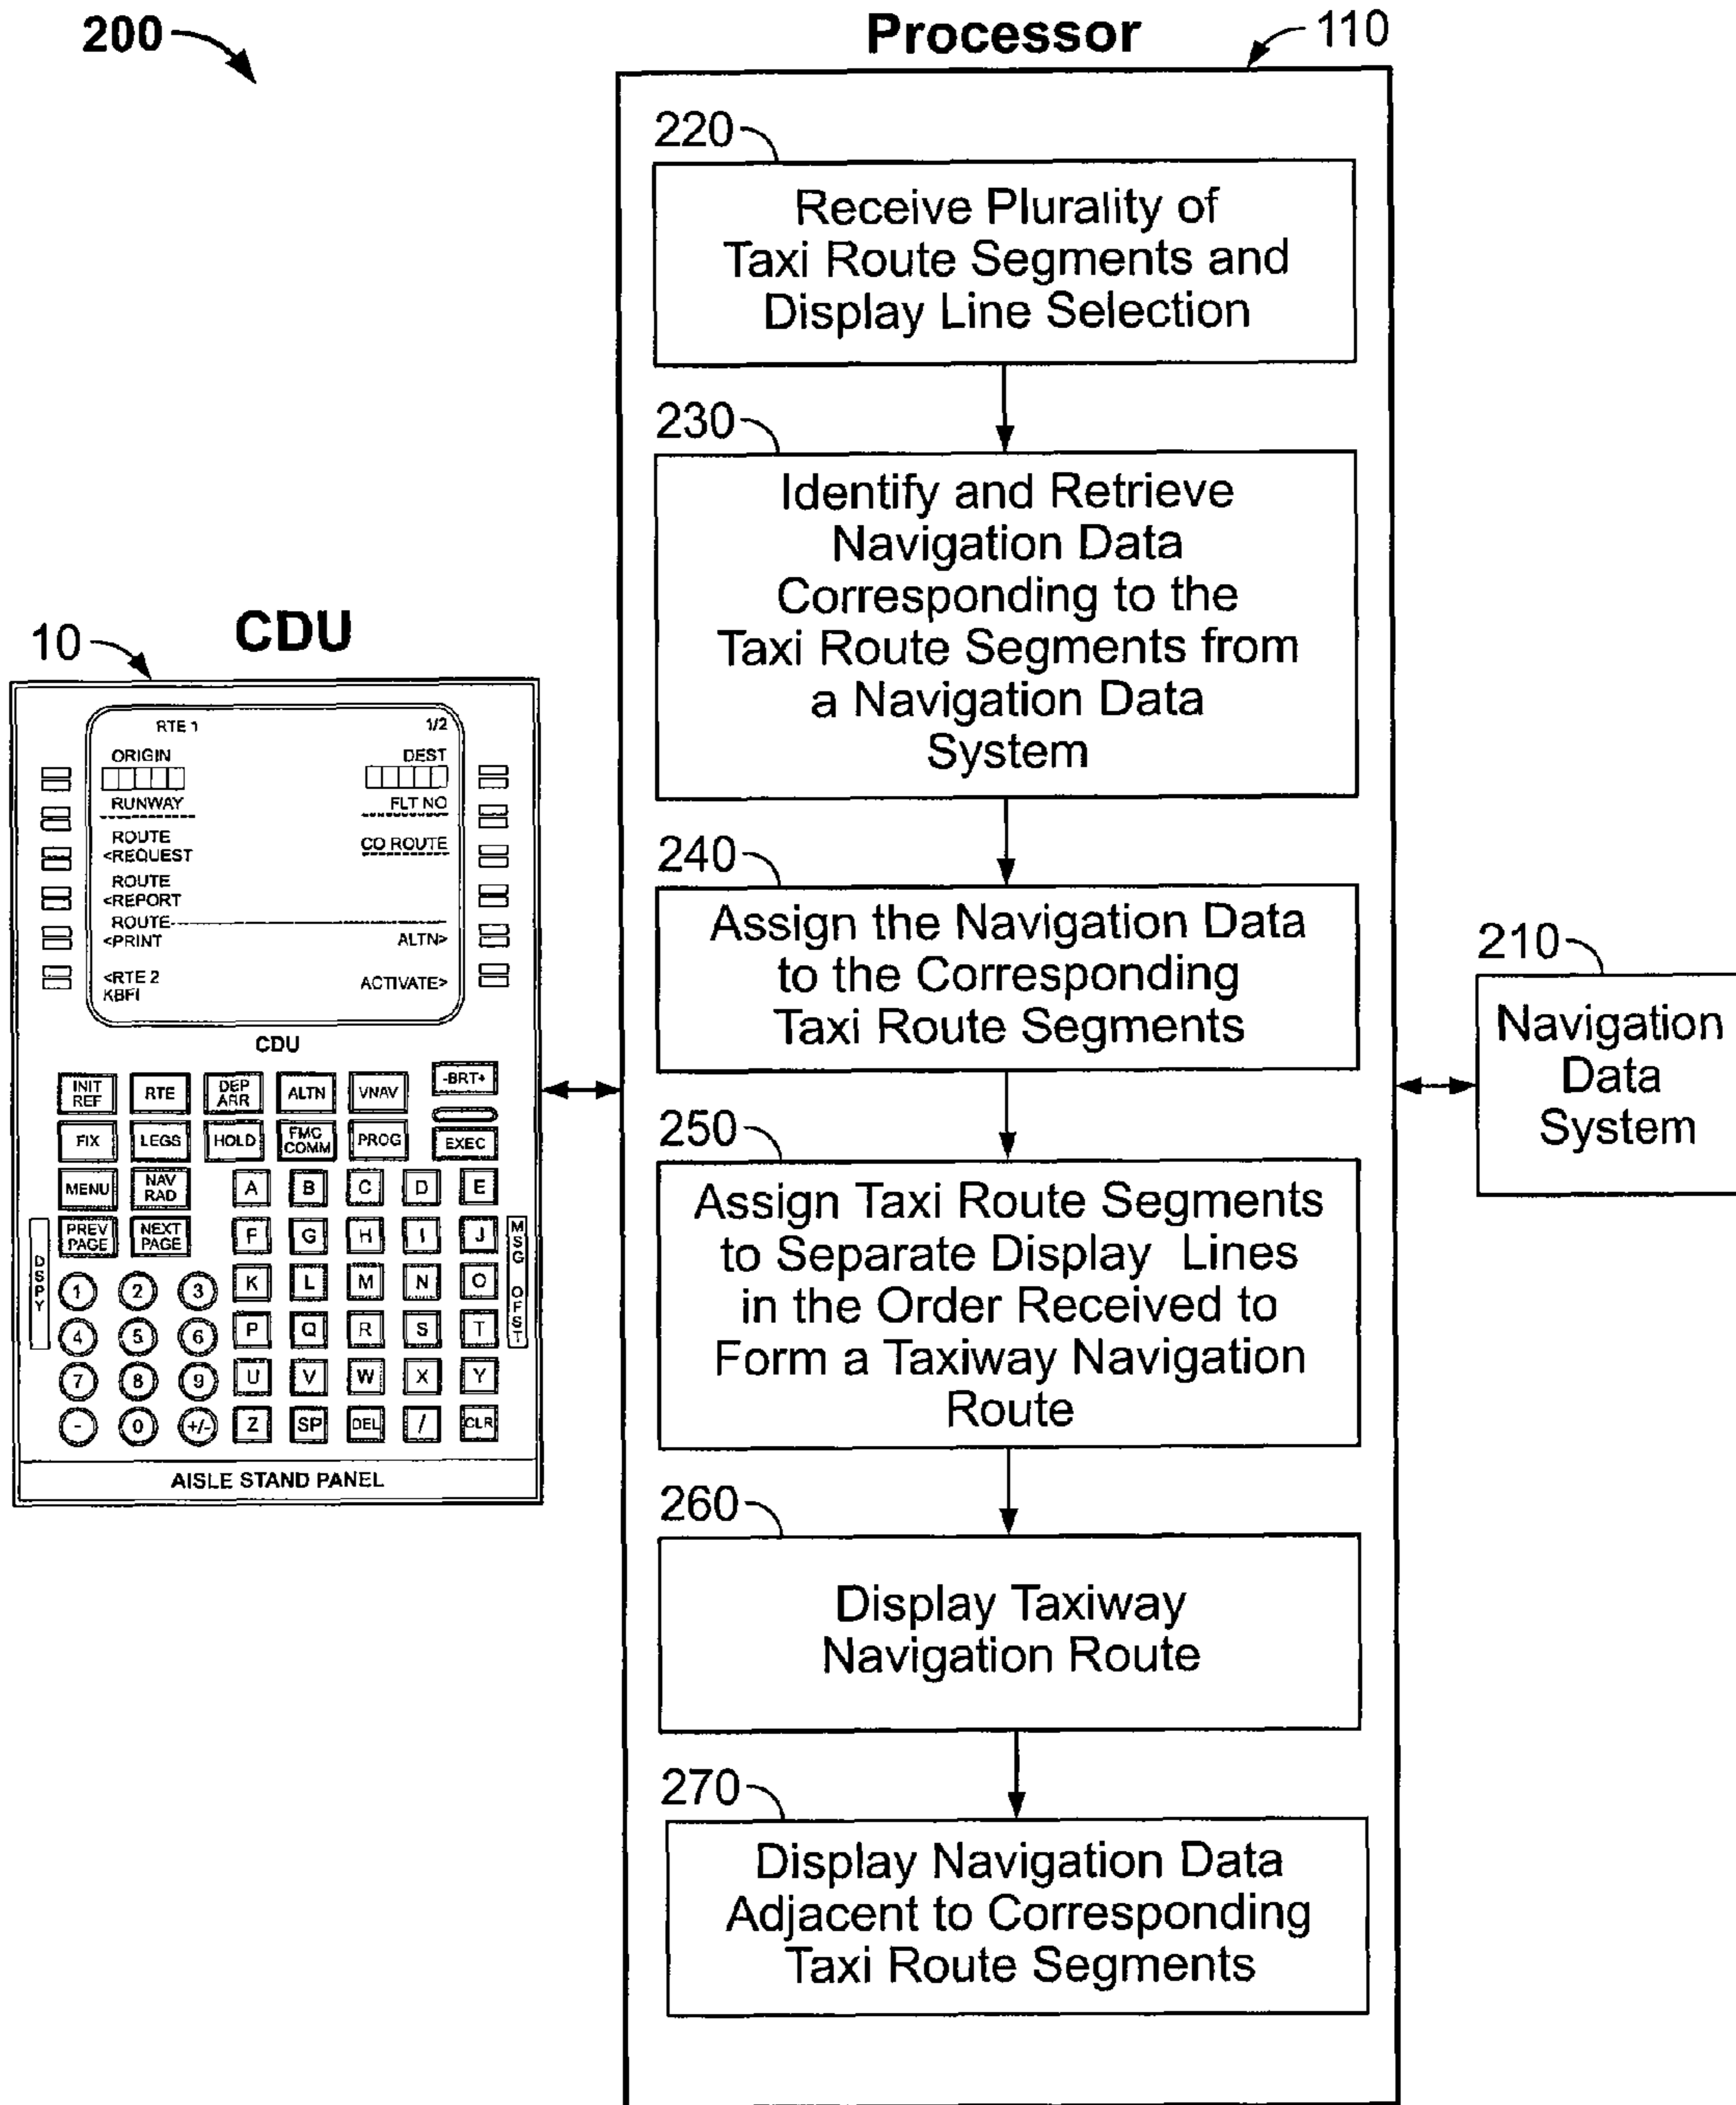 200
Processor
110
220
Receive Plurality of
Taxi Route Segments and
Display Line Selection
230
Identify and Retrieve
Navigation Data
Corresponding to the
Taxi Route Segments from
a Navigation Data
System
240
Assign the Navigation Data
to the Corresponding
Taxi Route Segments
250
Assign Taxi Route Segments
to Separate Display Lines
in the Order Received to
Form a Taxiway Navigation
Route
260
Display Taxiway
Navigation Route
270
Display Navigation Data
Adjacent to Corresponding
Taxi Route Segments
210
Navigation
Data
System
CDU
10
RTE 1 1/2
ORIGIN DEST
RUNWAY FLT NO
ROUTE
<REQUEST CO ROUTE
ROUTE
<REPORT
ROUTE
<PRINT ALTN>
<RTE 2 ACTIVATE>
KBFI
CDU
INIT REF RTE DEP ARR ALTN VNAV -BRT+
FIX LEGS HOLD FMC COMM PROG EXEC
MENU NAV RAD A B C D E
PREV PAGE NEXT PAGE F G H I J
DSPY
MSG OFST
1 2 3 K L M N O
4 5 6 P Q R S T
7 8 9 U V W X Y
- 0 +/- Z SP DEL / CLR
AISLE STAND PANEL